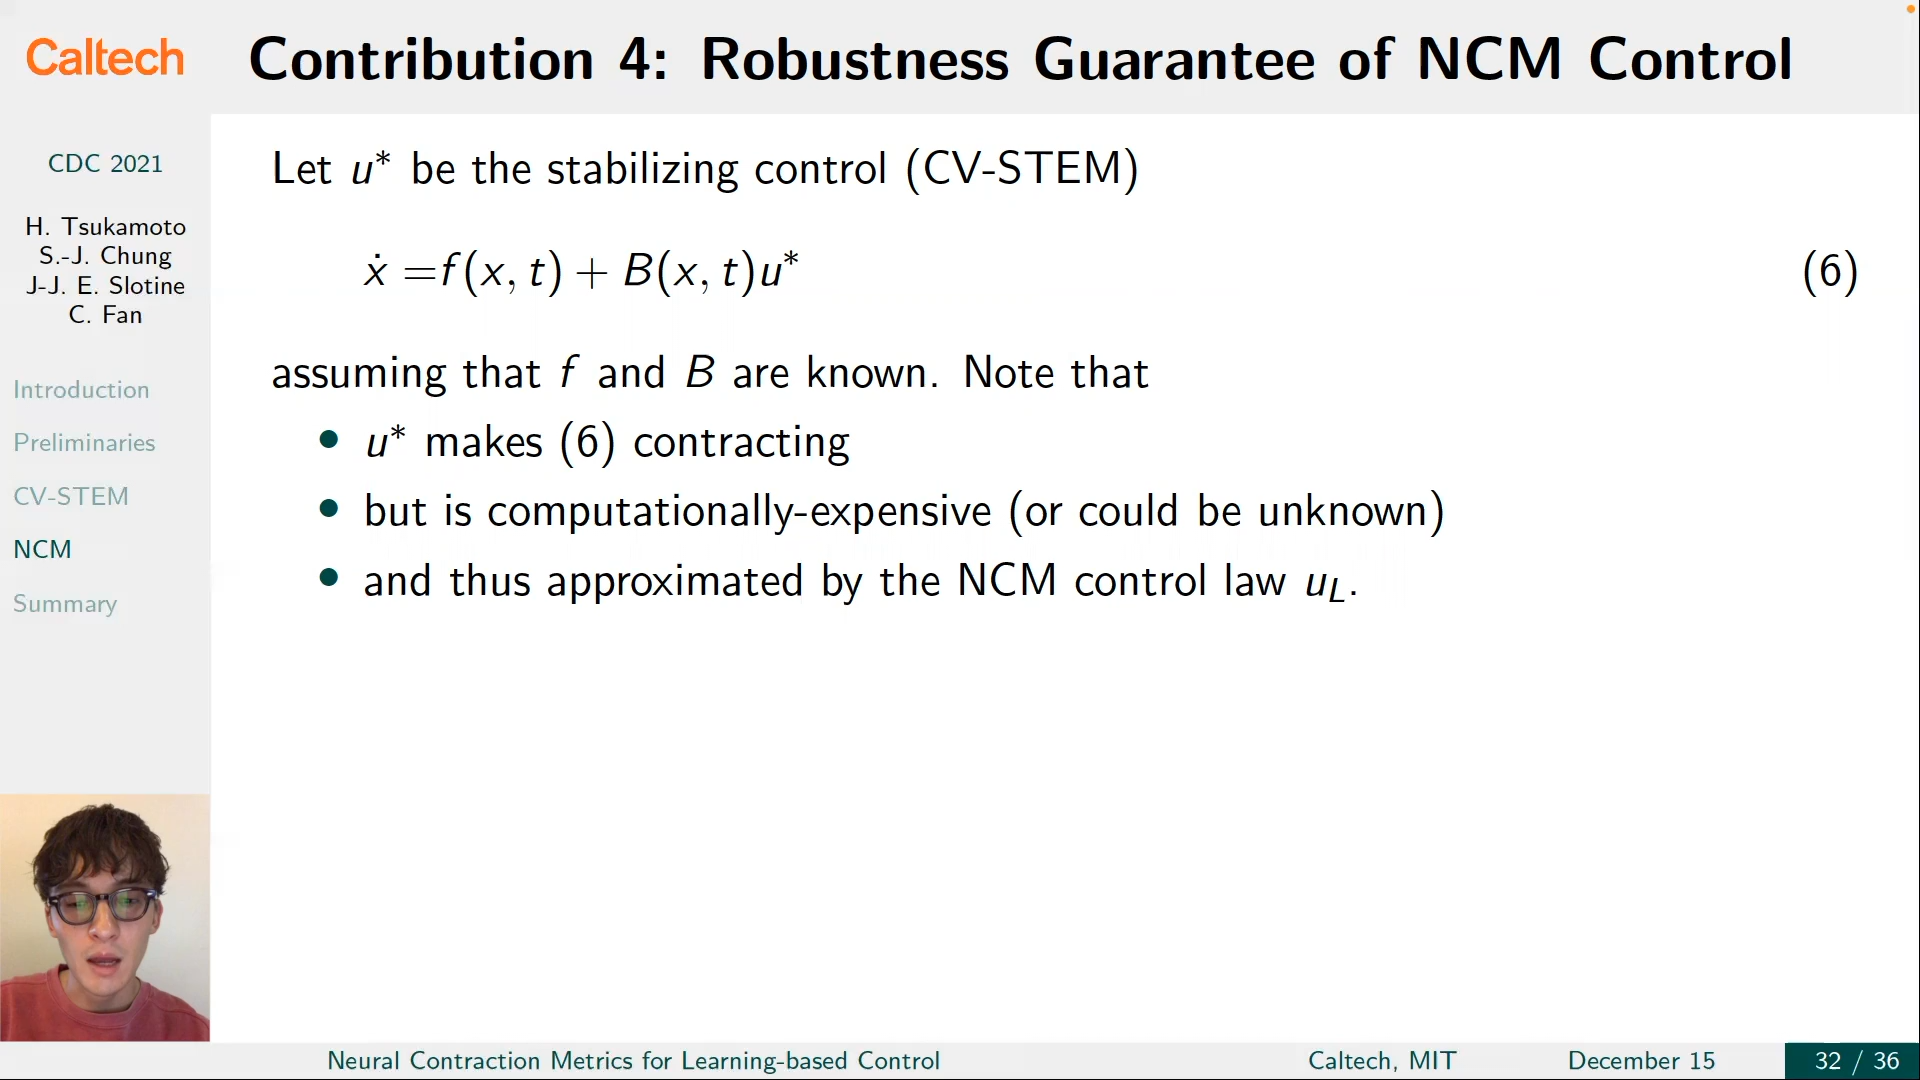 Caltech
Contribution 4: Robustness Guarantee of NCM Control
CDC 2021
H. Tsukamoto
S.-J. Chung
J-J. E. Slotine
C. Fan
Introduction
Preliminaries
CV-STEM
NCM
Summary
Let u* be the stabilizing control (CV-STEM)
ẋ =f(x, t) + B(x, t)u* (6)
assuming that f and B are known. Note that
• u* makes (6) contracting
• but is computationally-expensive (or could be unknown)
• and thus approximated by the NCM control law u_L.
Neural Contraction Metrics for Learning-based Control Caltech, MIT December 15 32 / 36